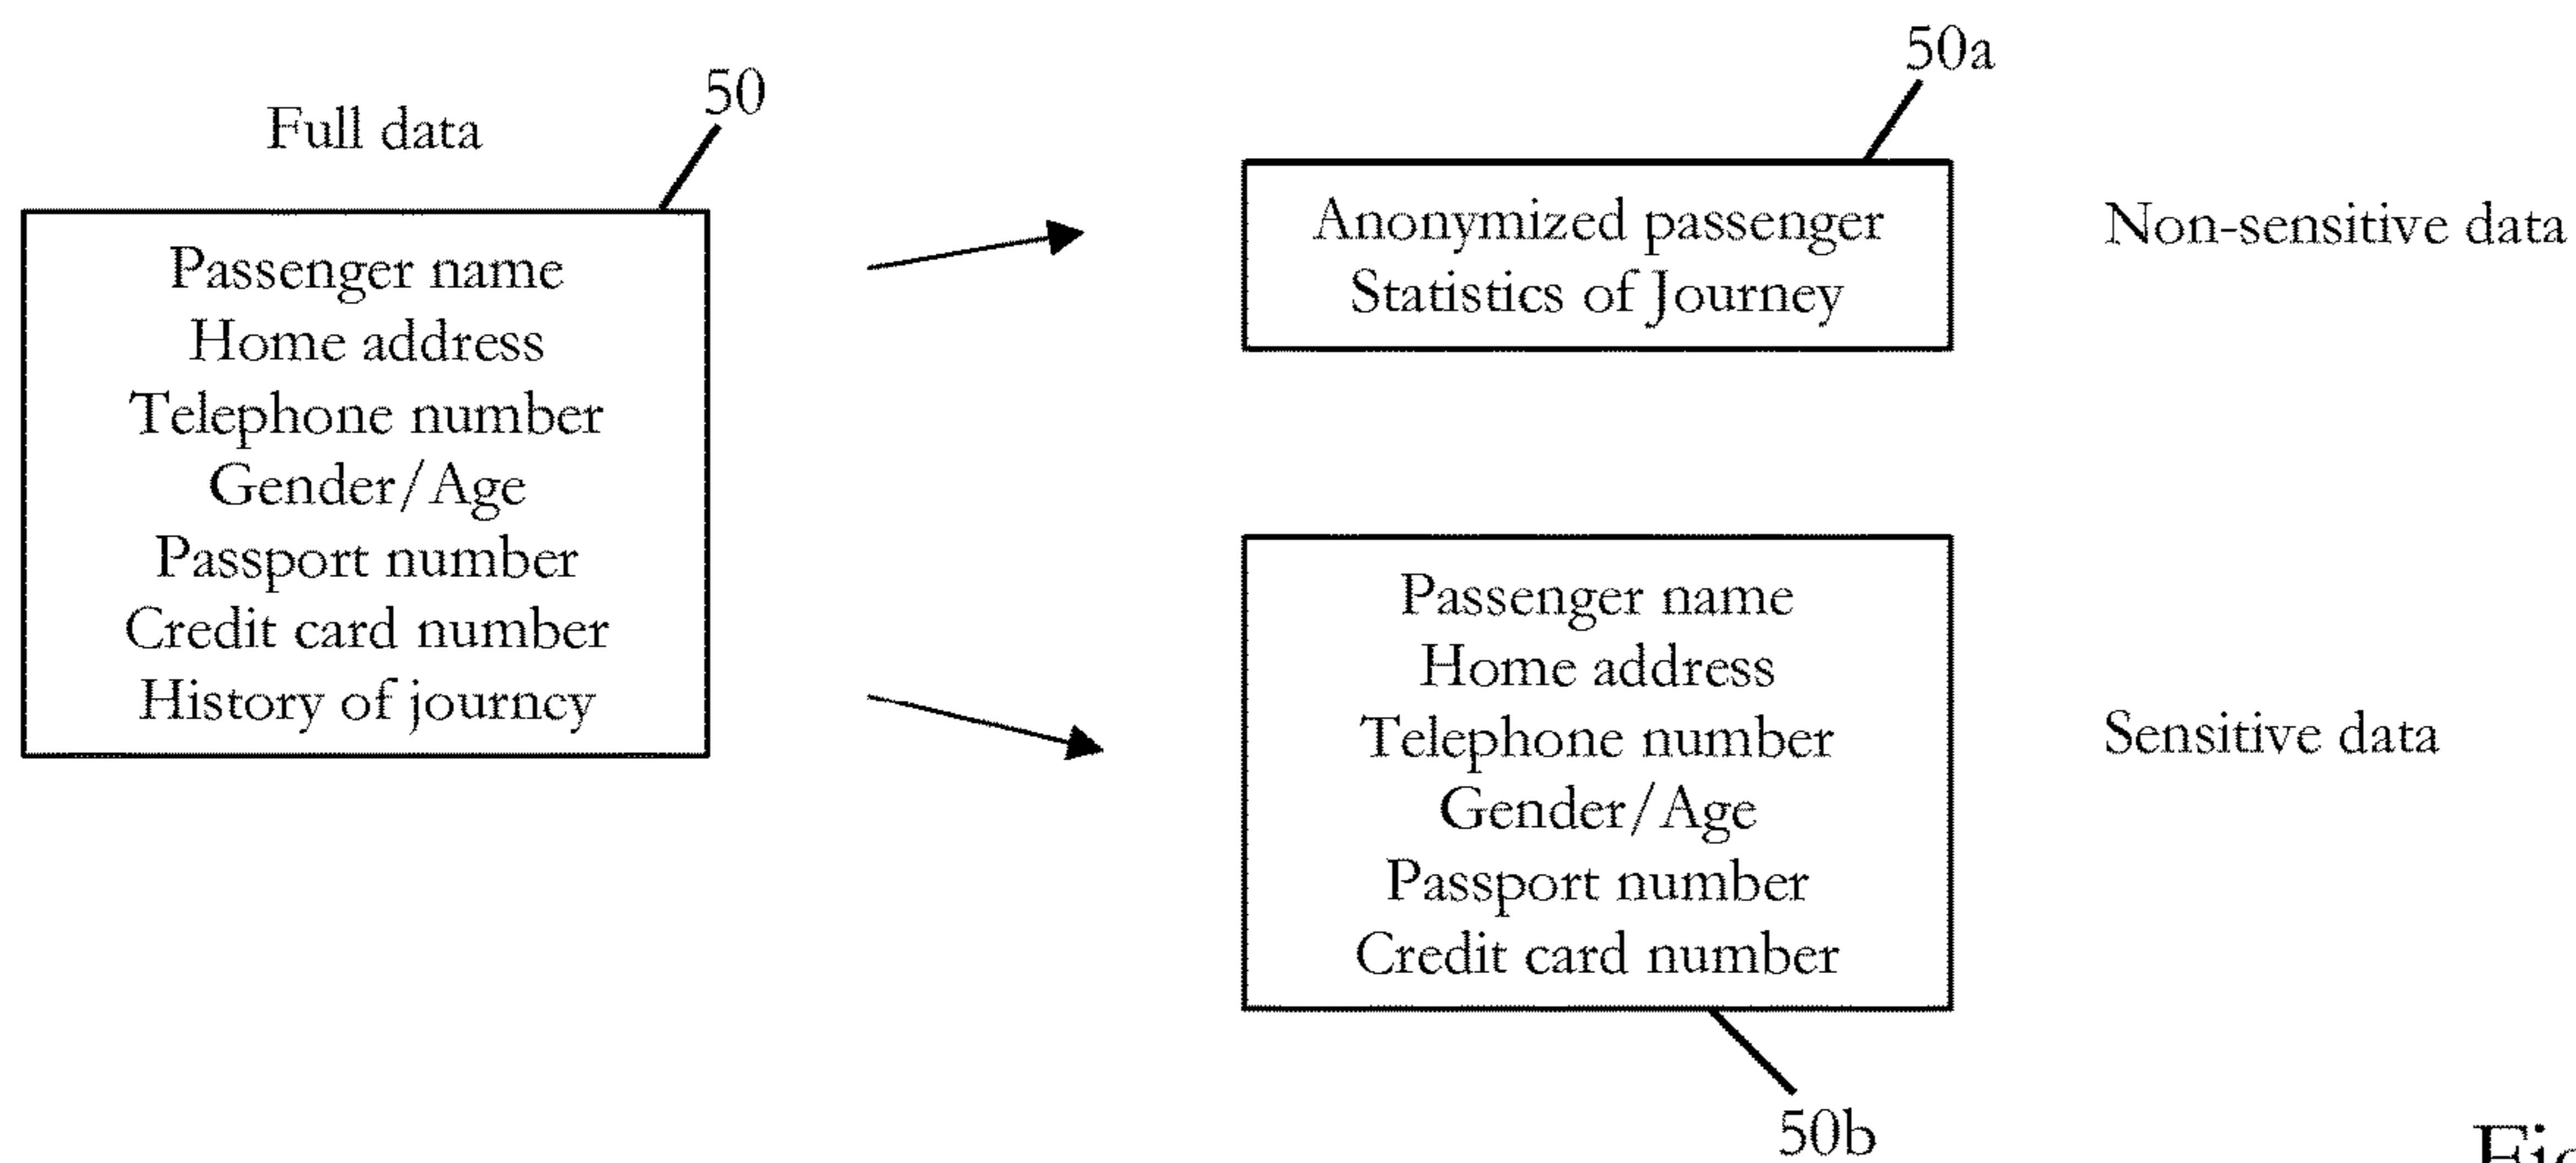 Full data
50
Passenger name
Home address
Telephone number
Gender/Age
Passport number
Credit card number
History of journey
50a
Anonymized passenger
Statistics of Journey
Non-sensitive data
Passenger name
Home address
Telephone number
Gender/Age
Passport number
Credit card number
Sensitive data
50b